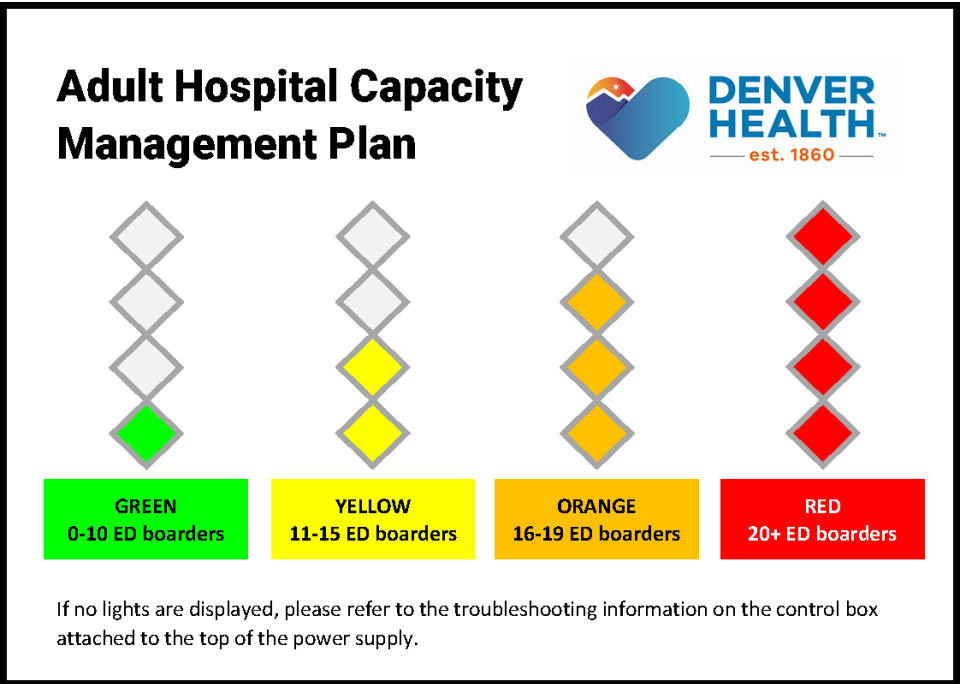 Adult Hospital Capacity
Management Plan
DENVER
HEALTH™
est. 1860
GREEN
0-10 ED boarders
YELLOW
11-15 ED boarders
ORANGE
16-19 ED boarders
RED
20+ ED boarders
If no lights are displayed, please refer to the troubleshooting information on the control box
attached to the top of the power supply.